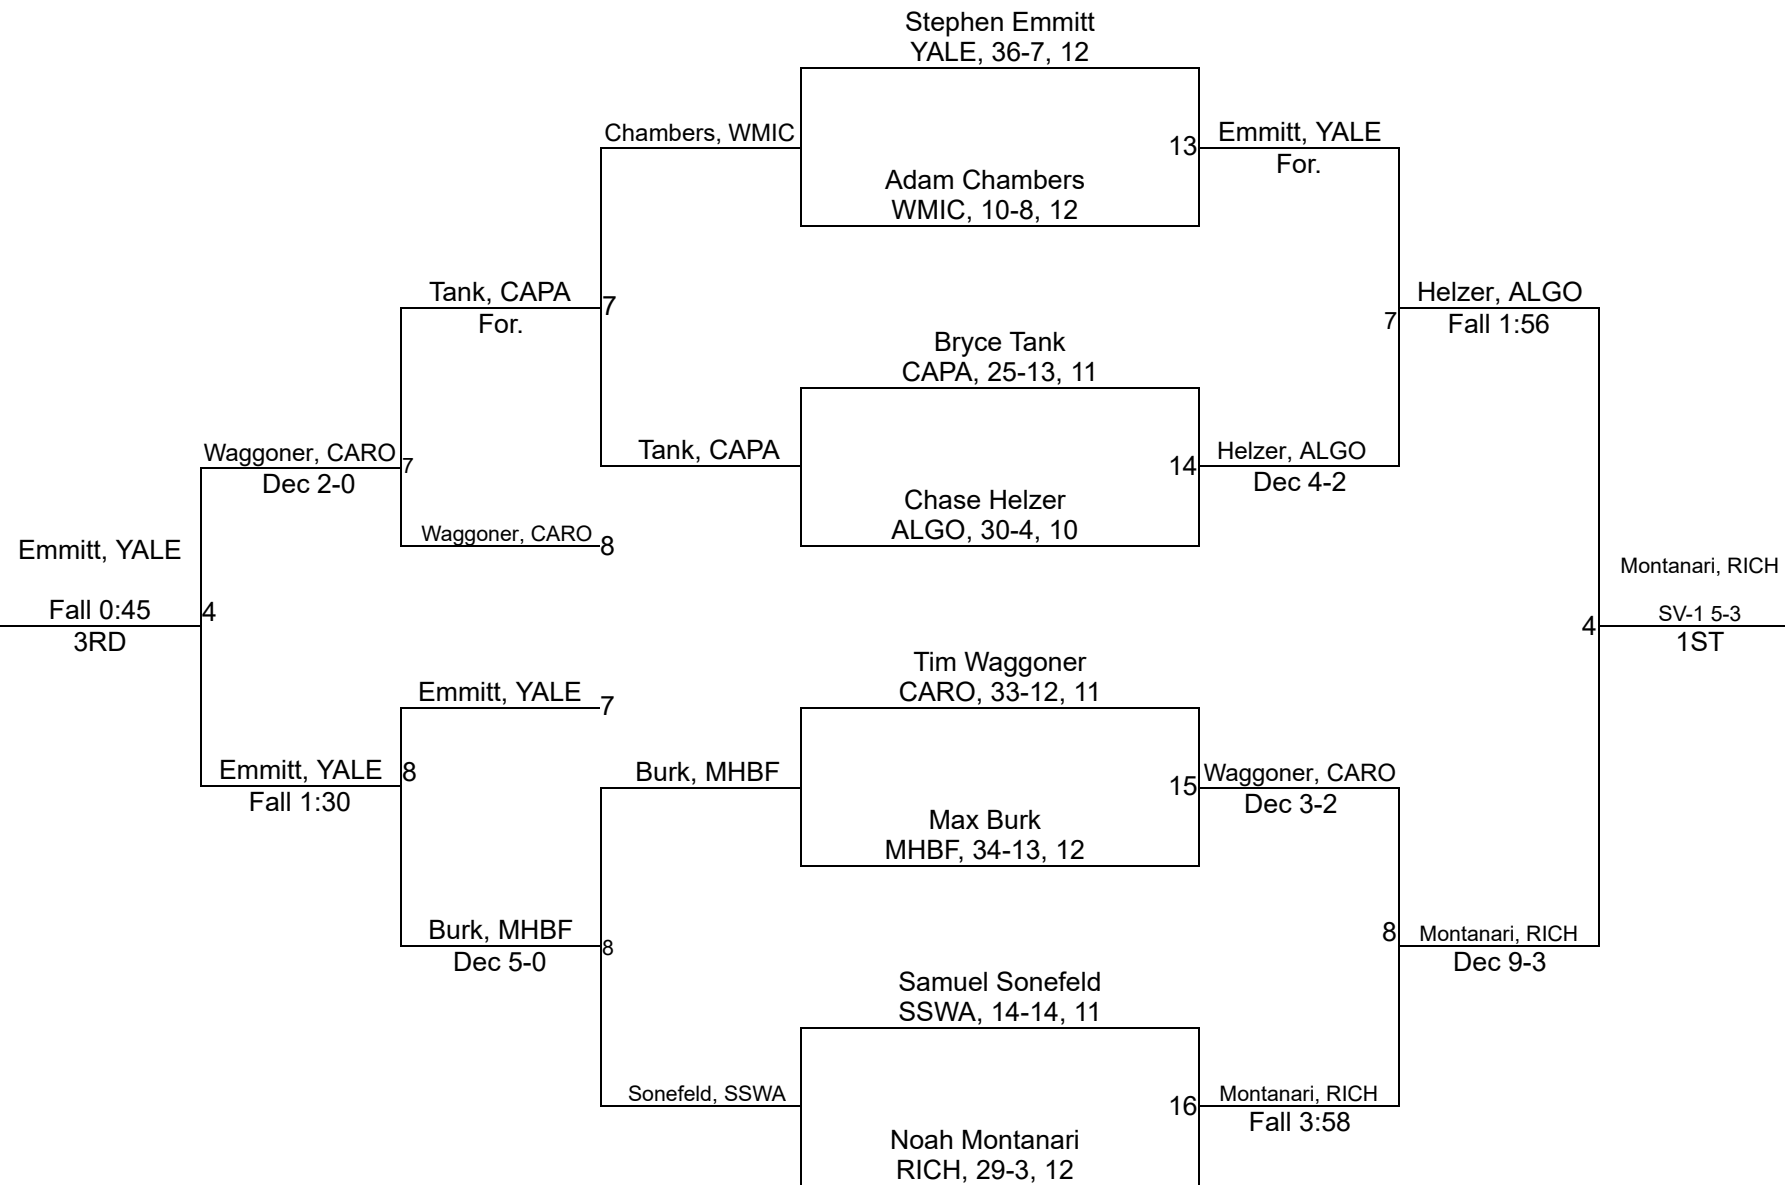 Stephen Emmitt
YALE, 36-7, 12
Chambers, WMIC
13
Emmitt, YALE
For.
Adam Chambers
WMIC, 10-8, 12
Tank, CAPA
For.
7
Helzer, ALGO
Fall 1:56
7
Bryce Tank
CAPA, 25-13, 11
Waggoner, CARO
Dec 2-0
7
Tank, CAPA
14
Helzer, ALGO
Dec 4-2
Chase Helzer
ALGO, 30-4, 10
Waggoner, CARO
8
Emmitt, YALE
Fall 0:45
3RD
4
Montanari, RICH
SV-1 5-3
1ST
4
Tim Waggoner
CARO, 33-12, 11
Emmitt, YALE
7
Emmitt, YALE
Fall 1:30
8
Burk, MHBF
15
Waggoner, CARO
Dec 3-2
Max Burk
MHBF, 34-13, 12
Burk, MHBF
Dec 5-0
8
8
Montanari, RICH
Dec 9-3
Samuel Sonefeld
SSWA, 14-14, 11
Sonefeld, SSWA
16
Montanari, RICH
Fall 3:58
Noah Montanari
RICH, 29-3, 12